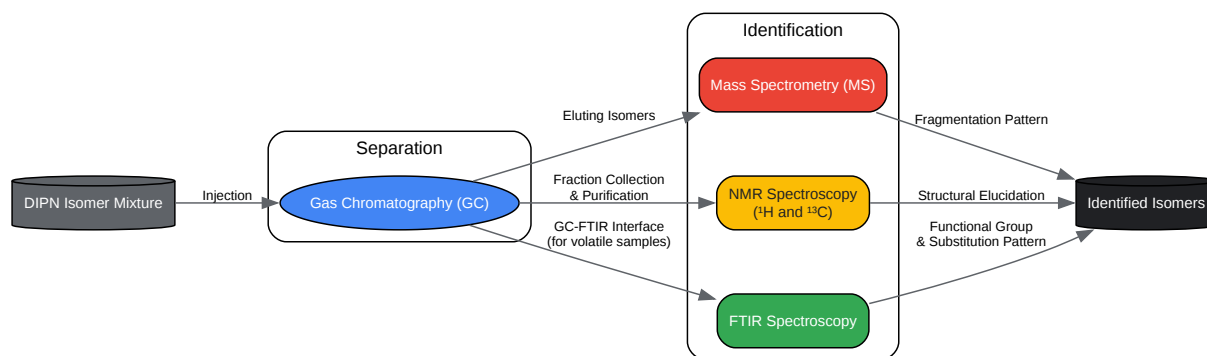 Identification
Mass Spectrometry (MS)
Eluting Isomers
Fragmentation Pattern
Separation
DIPN Isomer Mixture
Injection
Gas Chromatography (GC)
Fraction Collection
& Purification
NMR Spectroscopy
(¹H and ¹³C)
Structural Elucidation
Identified Isomers
GC-FTIR Interface
(for volatile samples)
Functional Group
& Substitution Pattern
FTIR Spectroscopy